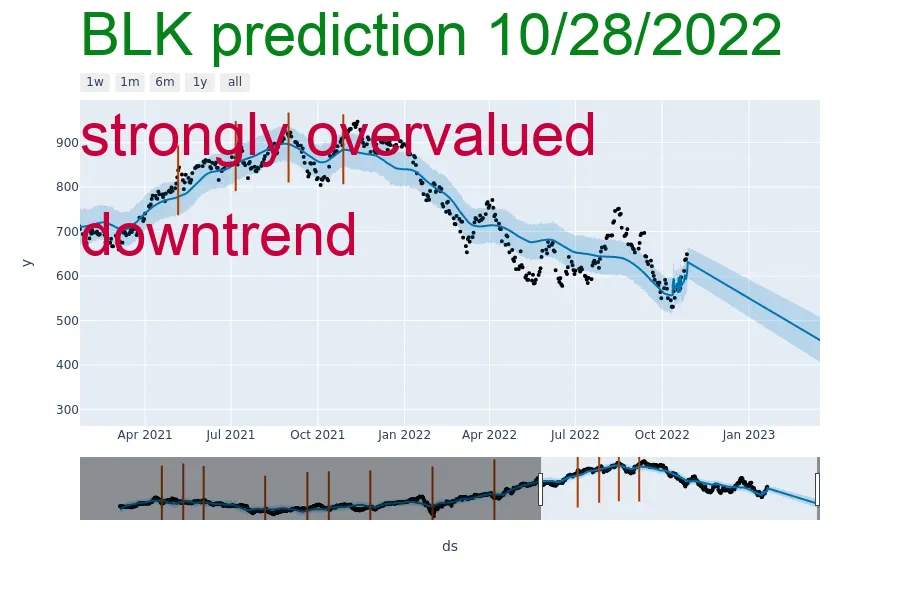 BLK prediction 10/28/2022
1w 1m 6m 1y all
strongly overvalued
downtrend
900
800
700
600
500
400
300
y
Apr 2021 Jul 2021 Oct 2021 Jan 2022 Apr 2022 Jul 2022 Oct 2022 Jan 2023
ds